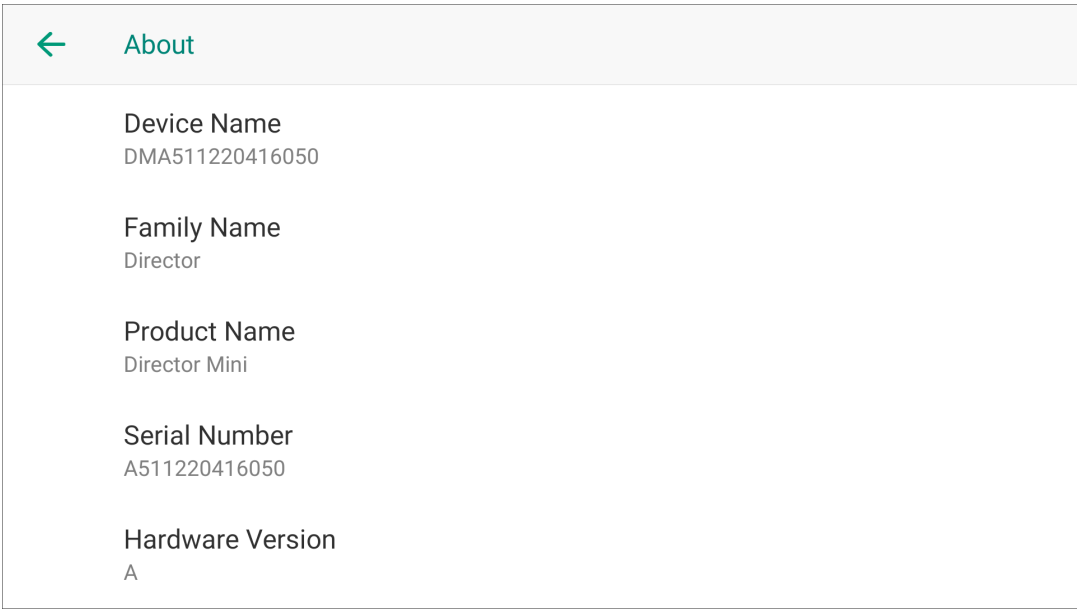 About
Device Name
DMA511220416050
Family Name
Director
Product Name
Director Mini
Serial Number
A511220416050
Hardware Version
A